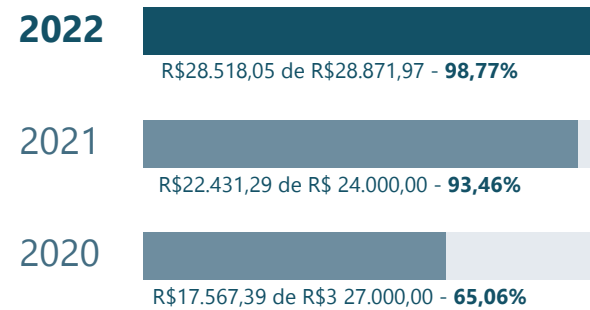 2022
R$28.518,05 de R$28.871,97 - 98,77%
2021
R$22.431,29 de R$ 24.000,00 - 93,46%
2020
R$17.567,39 de R$3 27.000,00 - 65,06%